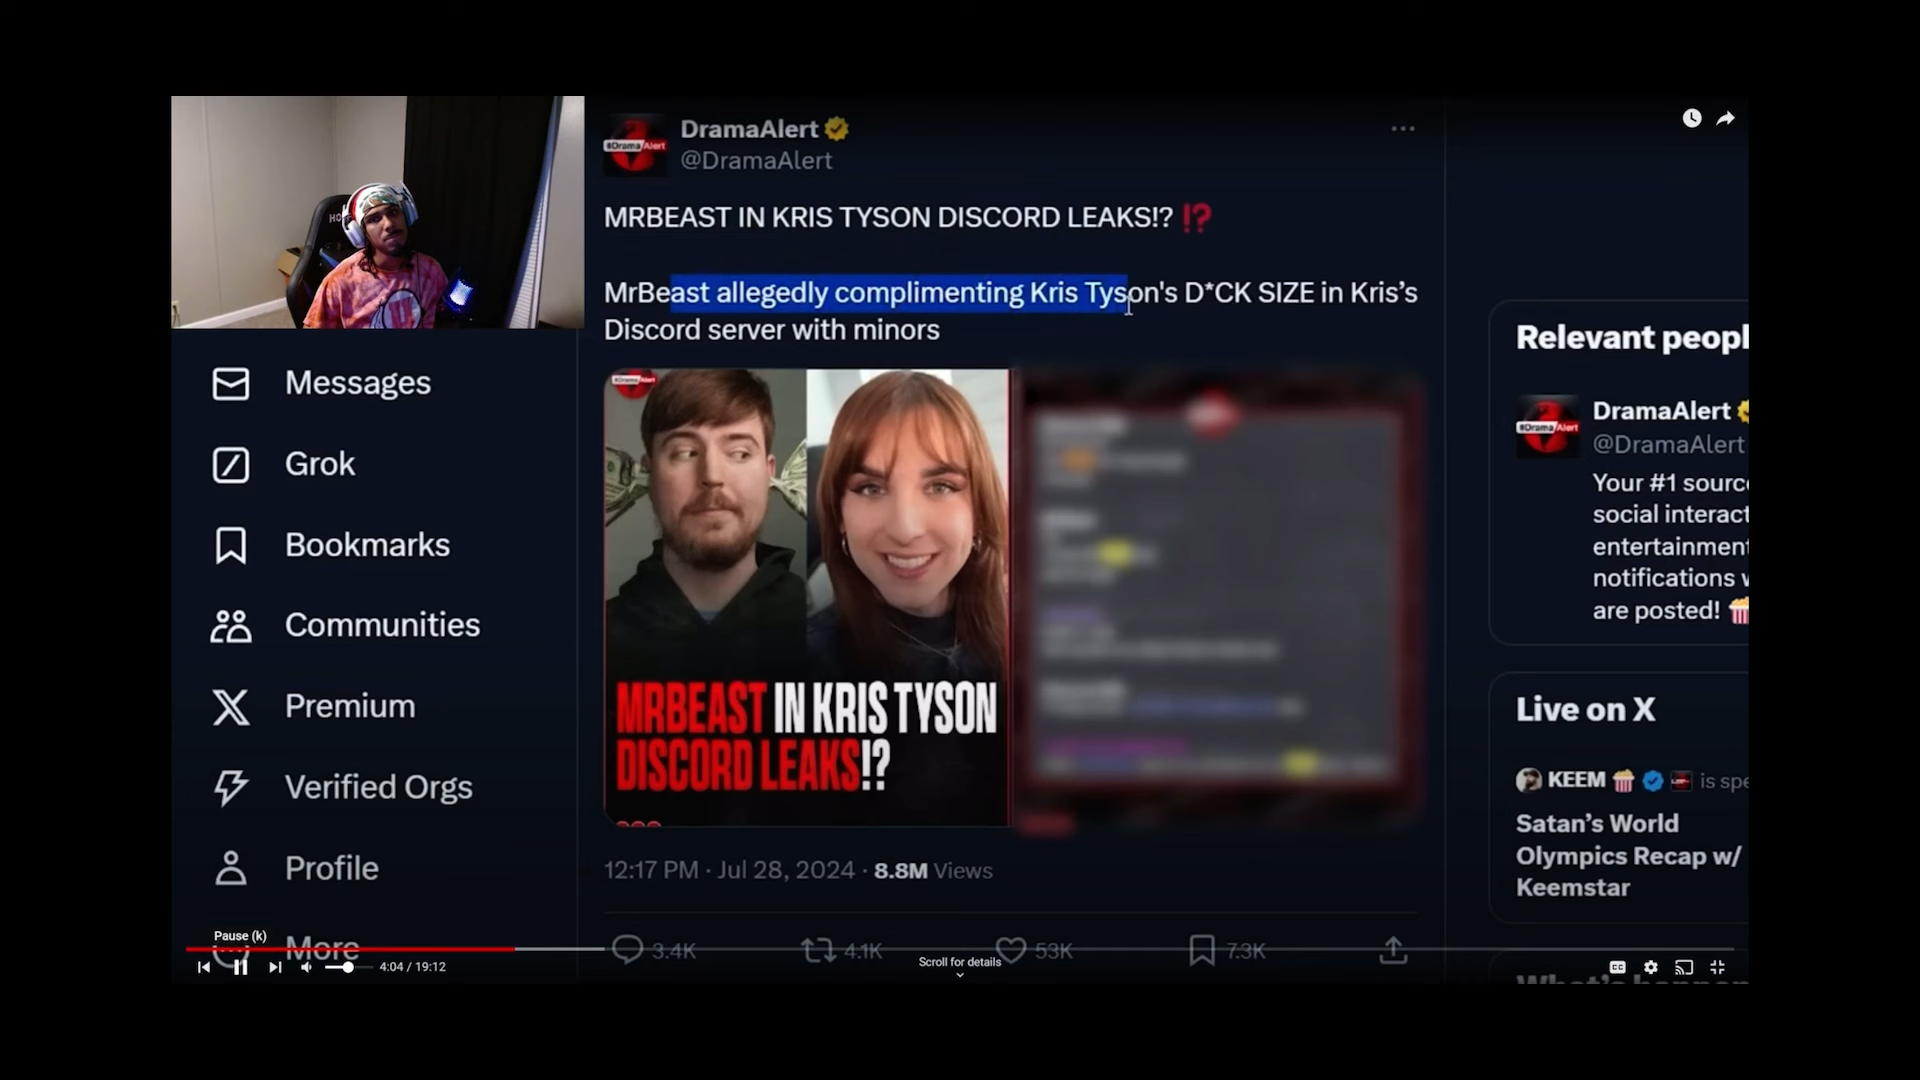 DramaAlert
@DramaAlert
MRBEAST IN KRIS TYSON DISCORD LEAKS!? ⁉️
MrBeast allegedly complimenting Kris Tyson's D*CK SIZE in Kris's
Discord server with minors
#Drama Alert
MRBEAST IN KRIS TYSON
DISCORD LEAKS!?
12:17 PM · Jul 28, 2024 · 8.8M Views
3.4K
4.1K
53K
7.3K
Messages
Grok
Bookmarks
Communities
Premium
Verified Orgs
Profile
More
Relevant peopl
DramaAlert
@DramaAlert
Your #1 sourc
social interact
entertainment
notifications
are posted!
Live on X
KEEM is spe
Satan's World
Olympics Recap w/
Keemstar
Pause (k)
4:04 / 19:12
Scroll for details
CC